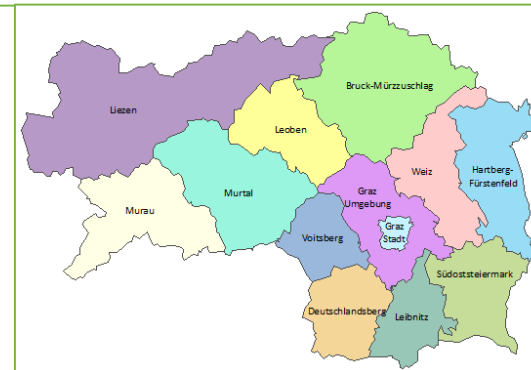 Bruck-Mürzzuschlag
Liezen
Leoben
Weiz
Hartberg-
Fürstenfeld
Murtal
Graz
Umgebung
Murau
Graz
Stadt
Voitsberg
Südoststeiermark
Deutschlandsberg
Leibnitz